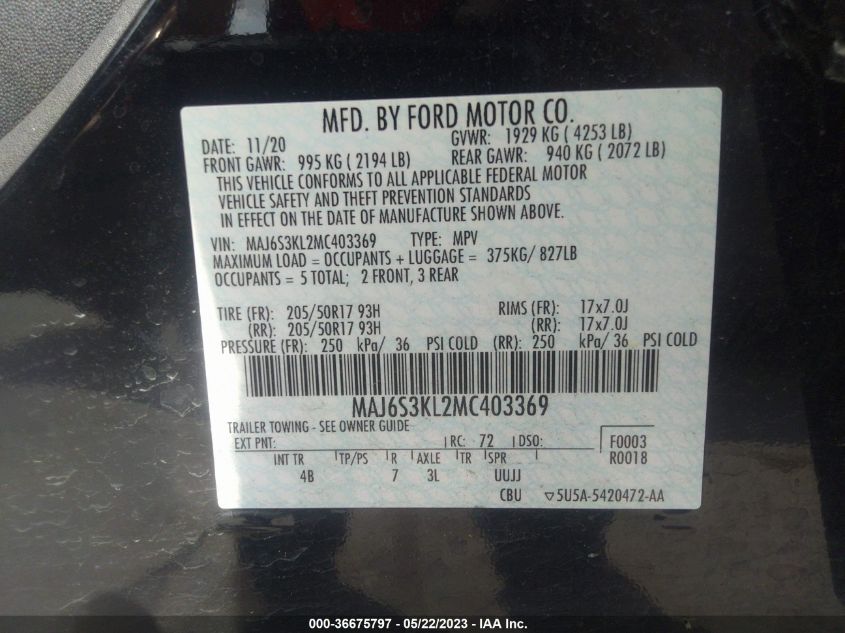 MFD. BY FORD MOTOR CO.
DATE: 11/20 GVWR: 1929 KG ( 4253 LB)
FRONT GAWR: 995 KG ( 2194 LB) REAR GAWR: 940 KG ( 2072 LB)
THIS VEHICLE CONFORMS TO ALL APPLICABLE FEDERAL MOTOR
VEHICLE SAFETY AND THEFT PREVENTION STANDARDS
IN EFFECT ON THE DATE OF MANUFACTURE SHOWN ABOVE.
VIN: MAJ6S3KL2MC403369 TYPE: MPV
MAXIMUM LOAD = OCCUPANTS + LUGGAGE = 375KG/ 827LB
OCCUPANTS = 5 TOTAL; 2 FRONT, 3 REAR
TIRE (FR): 205/50R17 93H RIMS (FR): 17x7.0J
(RR): 205/50R17 93H (RR): 17x7.0J
PRESSURE (FR): 250 kPa/ 36 PSI COLD (RR): 250 kPa/ 36 PSI COLD
MAJ6S3KL2MC403369
TRAILER TOWING - SEE OWNER GUIDE
EXT PNT: RC: 72 DSO: F0003
R0018
INT TR TP/PS R AXLE TR SPR
4B 7 3L UUJJ
CBU ▽5U5A-5420472-AA
000-36675797 - 05/22/2023 - IAA Inc.